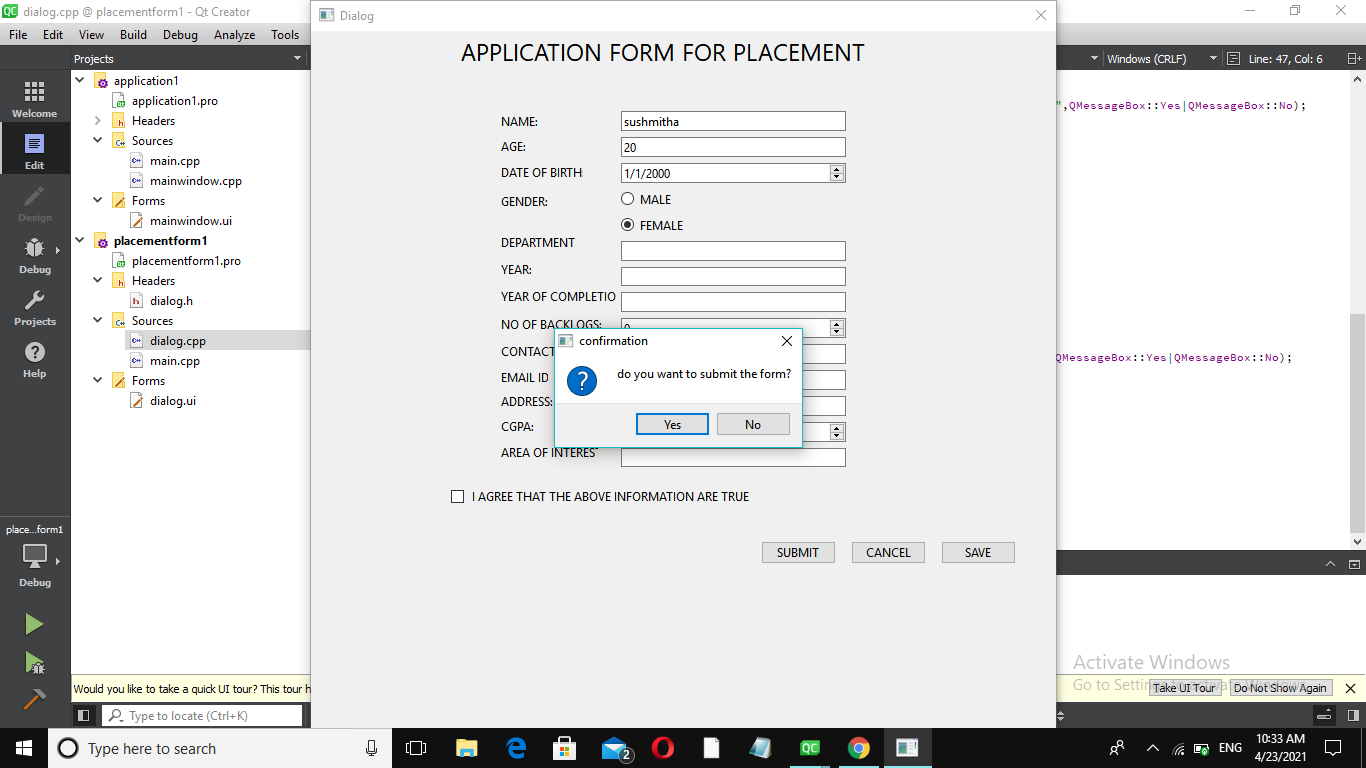 dialog.cpp @ placementform1 - Qt Creator
Dialog
File Edit View Build Debug Analyze Tools
APPLICATION FORM FOR PLACEMENT
Projects
Windows (CRLF)
Line: 47, Col: 6
application1
application1.pro
Headers
Sources
main.cpp
mainwindow.cpp
Forms
mainwindow.ui
placementform1
placementform1.pro
Headers
dialog.h
Sources
dialog.cpp
main.cpp
Forms
dialog.ui
Welcome
Edit
Design
Debug
Projects
Help
place...form1
Debug
NAME: sushmitha
AGE: 20
DATE OF BIRTH: 1/1/2000
GENDER: MALE
FEMALE
DEPARTMENT
YEAR:
YEAR OF COMPLETIO
NO OF BACKLOGS:
CONTACT
EMAIL ID
ADDRESS:
CGPA:
AREA OF INTEREST
confirmation
do you want to submit the form?
Yes No
I AGREE THAT THE ABOVE INFORMATION ARE TRUE
SUBMIT CANCEL SAVE
",QMessageBox::Yes|QMessageBox::No);
QMessageBox::Yes|QMessageBox::No);
Activate Windows
Go to Settings to activate Windows.
Would you like to take a quick UI tour? This tour h
Take UI Tour Do Not Show Again
Type to locate (Ctrl+K)
Type here to search
2
ENG
10:33 AM
4/23/2021